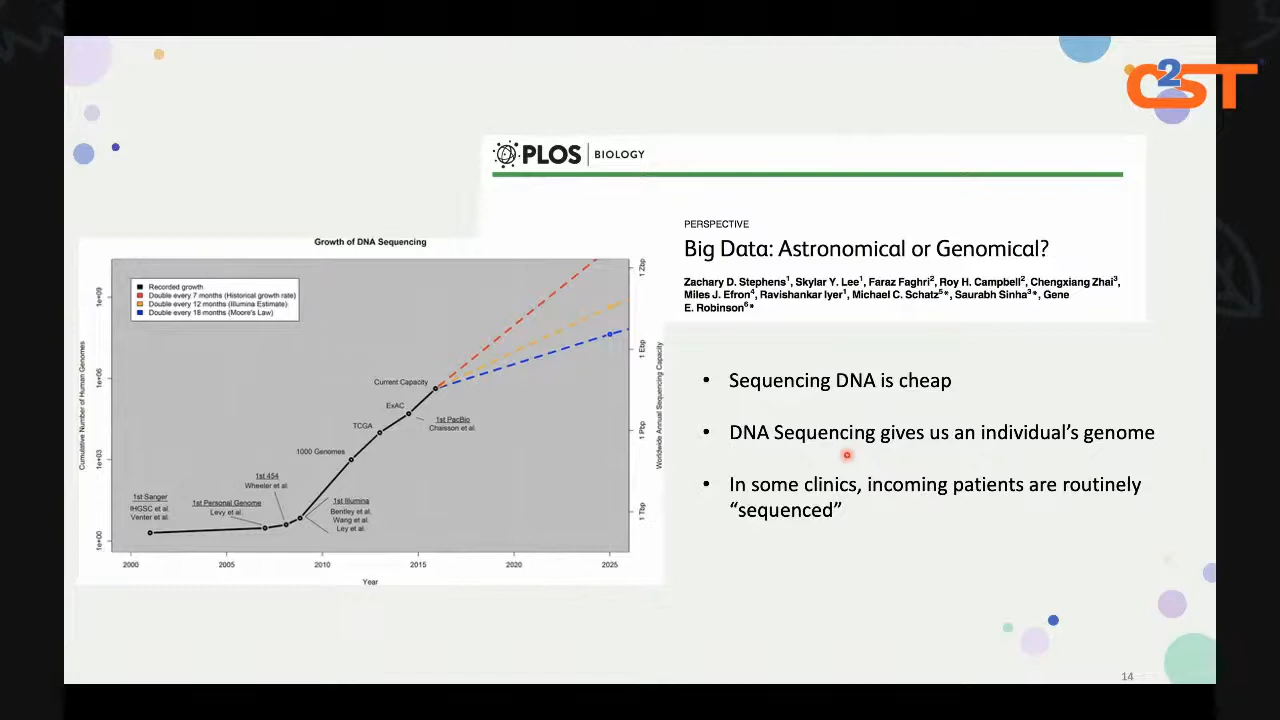 C2ST
PLOS | BIOLOGY
PERSPECTIVE
Big Data: Astronomical or Genomical?
Zachary D. Stephens1, Skylar Y. Lee1, Faraz Faghri2, Roy H. Campbell2, Chengxiang Zhai3,
Miles J. Efron4, Ravishankar Iyer1, Michael C. Schatz5*, Saurabh Sinha3*, Gene
E. Robinson6*
Growth of DNA Sequencing
Recorded growth
Double every 7 months (Historical growth rate)
Double every 12 months (Illumina Estimate)
Double every 18 months (Moore's Law)
Cumulative Number of Human Genomes
1e+09
1e+06
1e+03
1e+00
Worldwide Annual Sequencing Capacity
1 Zbp
1 Ebp
1 Pbp
1 Tbp
Current Capacity
ExAC
1st PacBio
Chaisson et al.
TCGA
1000 Genomes
1st 454
Wheeler et al.
1st Sanger
IHGSC et al.
Venter et al.
1st Personal Genome
Levy et al.
1st Illumina
Bentley et al.
Wang et al.
Ley et al.
2000 2005 2010 2015 2020 2025
Year
• Sequencing DNA is cheap
• DNA Sequencing gives us an individual's genome
• In some clinics, incoming patients are routinely
"sequenced"
14